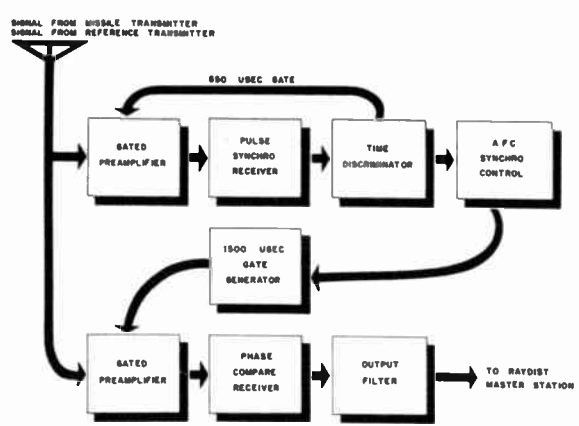 SIGNAL FROM MISSILE TRANSMITTER
SIGNAL FROM REFERENCE TRANSMITTER
650 USEC GATE
GATED
PREAMPLIFIER
PULSE
SYNCHRO
RECEIVER
TIME
DISCRIMINATOR
A F C
SYNCHRO
CONTROL
1500 USEC
GATE
GENERATOR
GATED
PREAMPLIFIER
PHASE
COMPARE
RECEIVER
OUTPUT
FILTER
TO RAYDIST
MASTER STATION